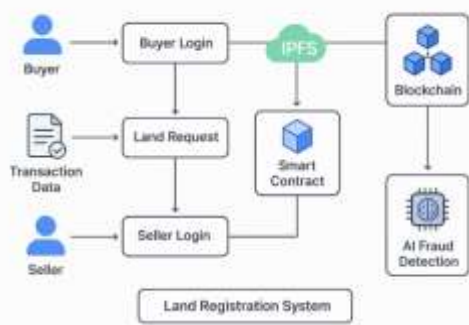 Buyer
Buyer Login
IPFS
Blockchain
Transaction
Data
Land Request
Smart
Contract
Seller
Seller Login
AI Fraud
Detection
Land Registration System